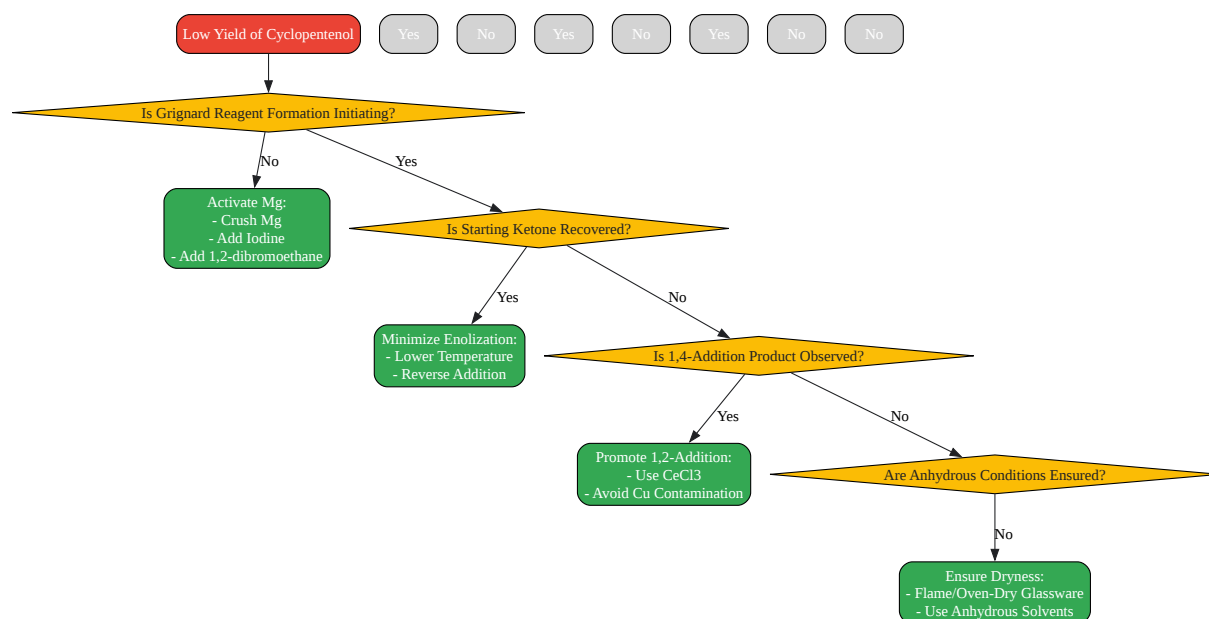 Low Yield of Cyclopentenol
Yes
No
Yes
No
Yes
No
No
Is Grignard Reagent Formation Initiating?
No
Yes
Activate Mg:
- Crush Mg
- Add Iodine
- Add 1,2-dibromoethane
Is Starting Ketone Recovered?
Yes
No
Minimize Enolization:
- Lower Temperature
- Reverse Addition
Is 1,4-Addition Product Observed?
Yes
No
Promote 1,2-Addition:
- Use CeCl3
- Avoid Cu Contamination
Are Anhydrous Conditions Ensured?
No
Ensure Dryness:
- Flame/Oven-Dry Glassware
- Use Anhydrous Solvents